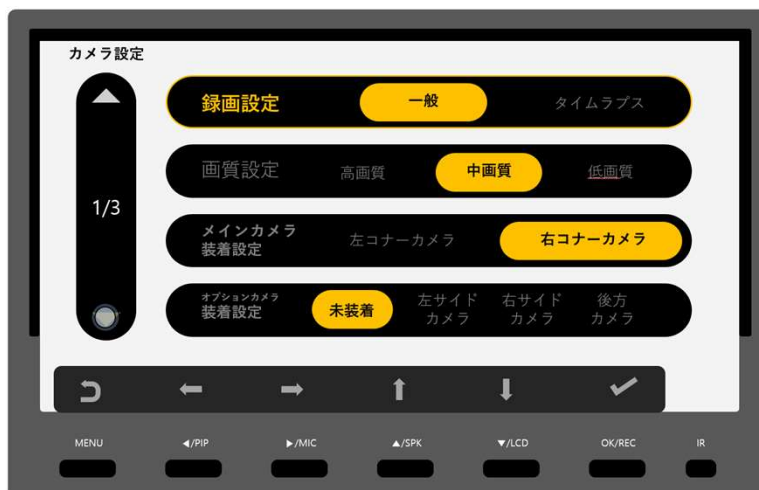 カメラ設定
録画設定 一般 タイムラプス
画質設定 高画質 中画質 低画質
1/3
メインカメラ
装着設定
左コナーカメラ 右コナーカメラ
オプションカメラ
装着設定
未装着
左サイド
カメラ
右サイド
カメラ
後方
カメラ
MENU ◀/PIP ▶/MIC ▲/SPK ▼/LCD OK/REC IR